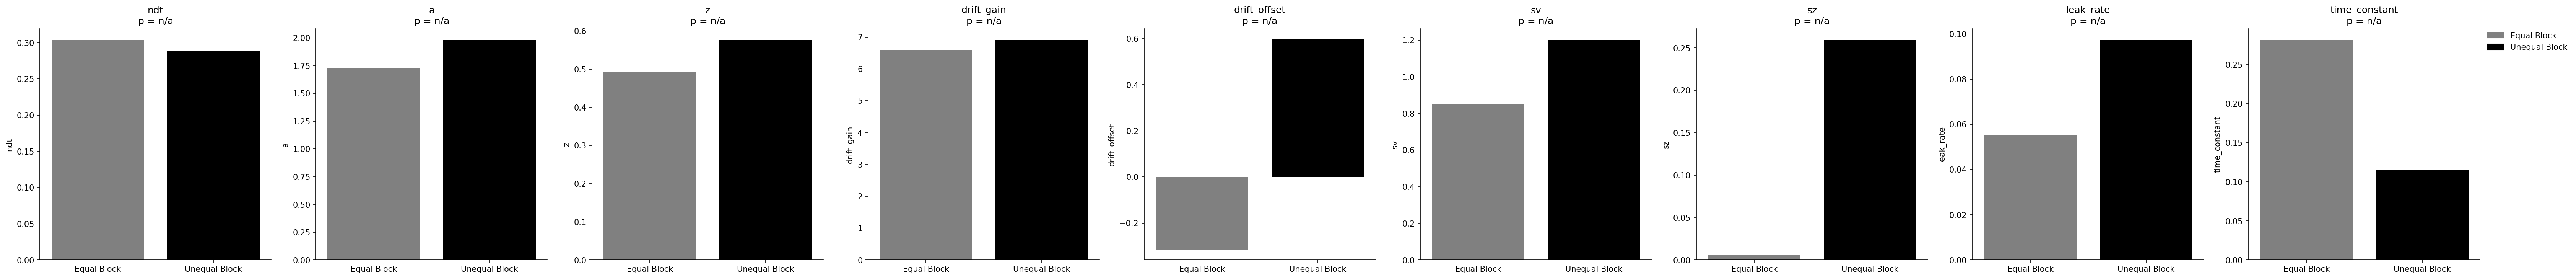 ndt
p = n/a
0.30
0.25
0.20
0.15
0.10
0.05
0.00
ndt
Equal Block
Unequal Block
a
p = n/a
2.00
1.75
1.50
1.25
1.00
0.75
0.50
0.25
0.00
a
Equal Block
Unequal Block
z
p = n/a
0.6
0.5
0.4
0.3
0.2
0.1
0.0
z
Equal Block
Unequal Block
drift_gain
p = n/a
7
6
5
4
3
2
1
0
drift_gain
Equal Block
Unequal Block
drift_offset
p = n/a
0.6
0.4
0.2
0.0
−0.2
drift_offset
Equal Block
Unequal Block
sv
p = n/a
1.2
1.0
0.8
0.6
0.4
0.2
0.0
sv
Equal Block
Unequal Block
sz
p = n/a
0.25
0.20
0.15
0.10
0.05
0.00
sz
Equal Block
Unequal Block
leak_rate
p = n/a
0.10
0.08
0.06
0.04
0.02
0.00
leak_rate
Equal Block
Unequal Block
time_constant
p = n/a
0.25
0.20
0.15
0.10
0.05
0.00
time_constant
Equal Block
Unequal Block
Equal Block
Unequal Block